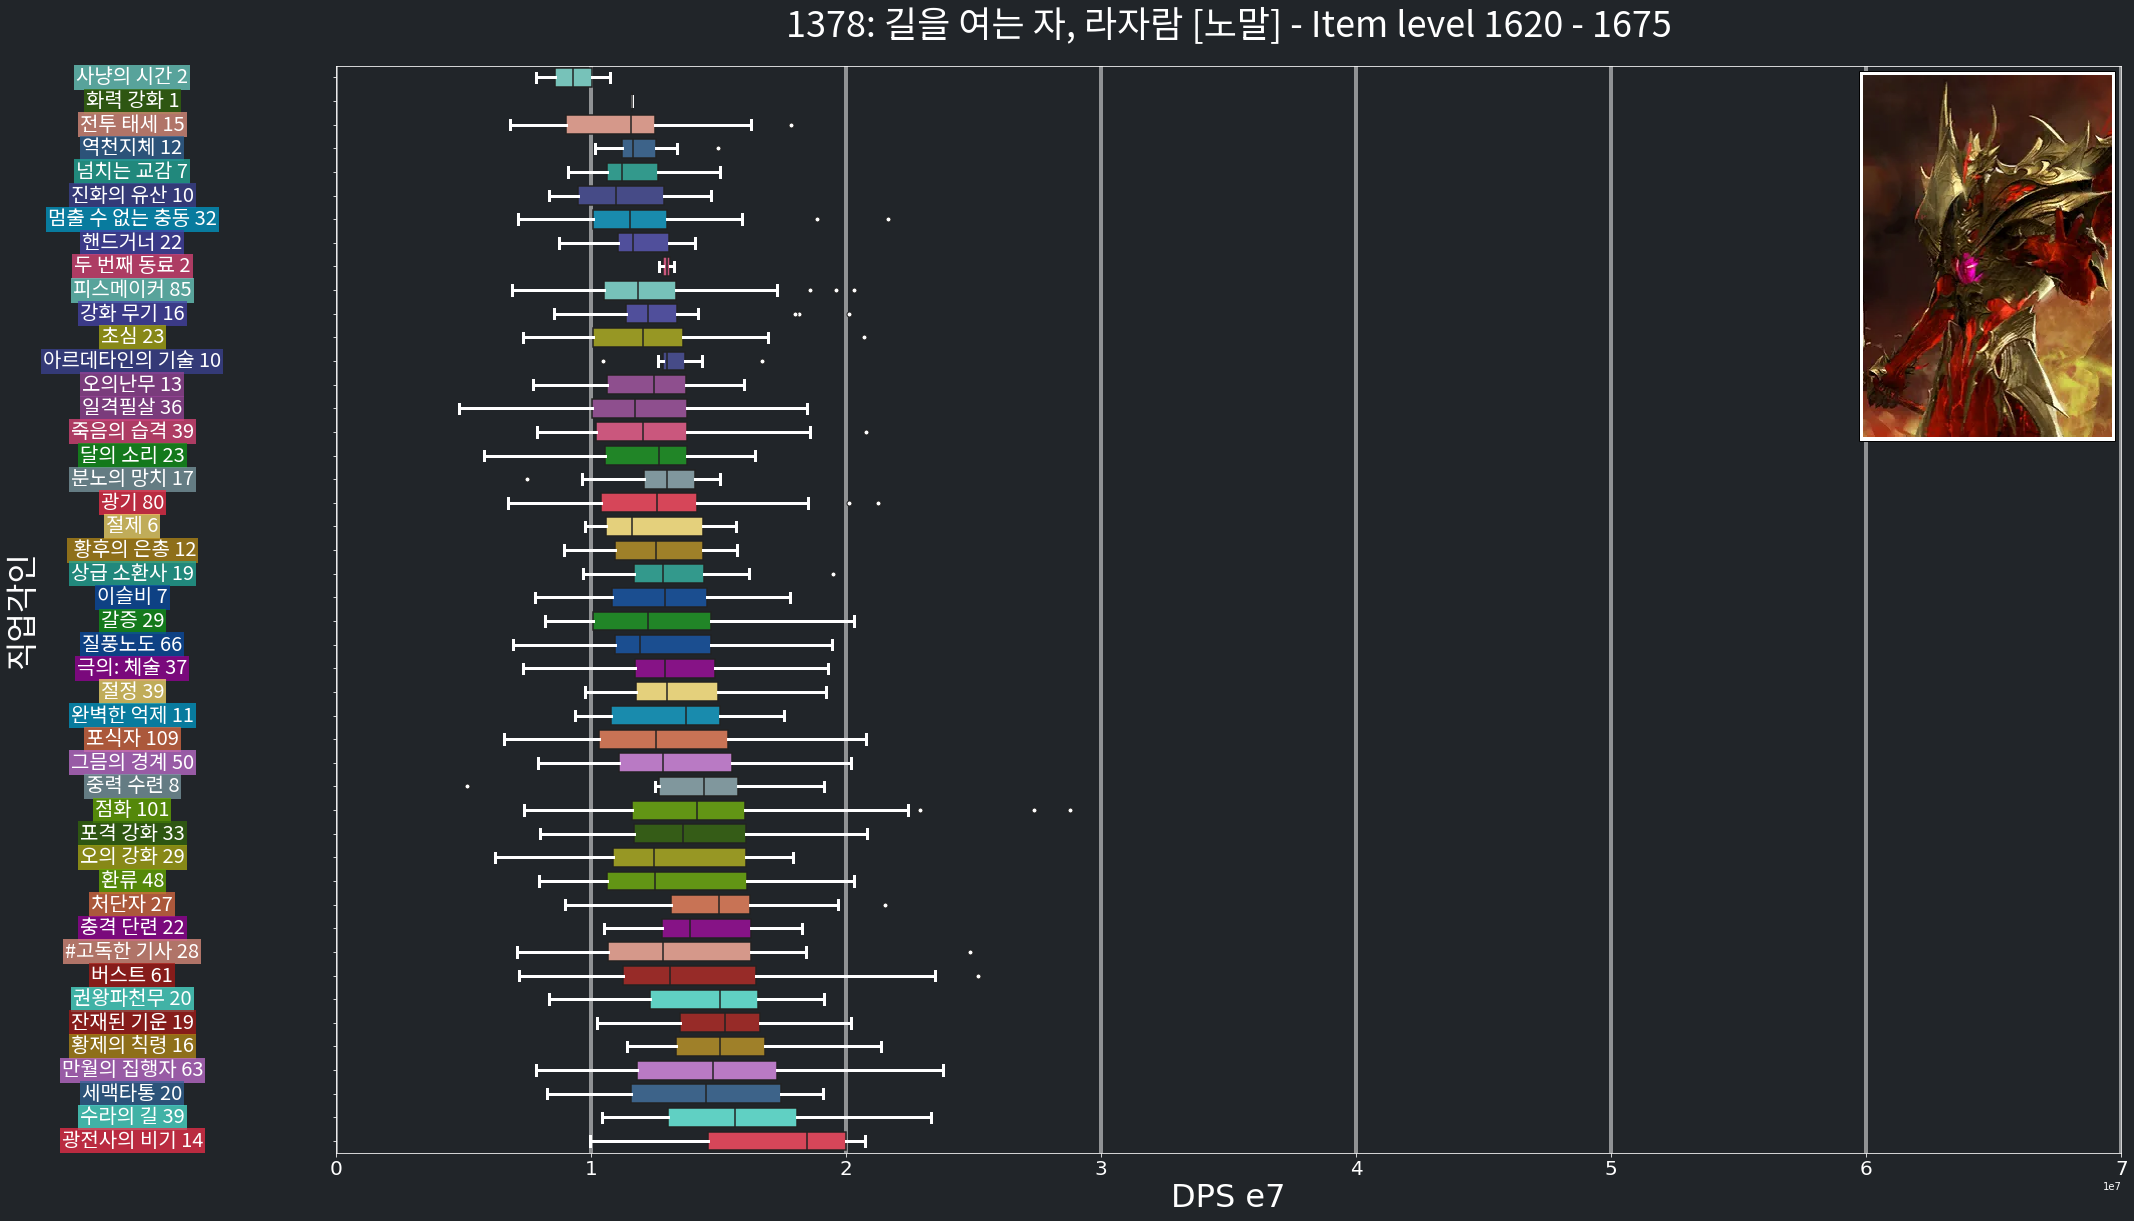 1378: 길을 여는 자, 라자람 [노말] - Item level 1620 - 1675
사냥의 시간 2
화력 강화 1
전투 태세 15
역천지체 12
넘치는 교감 7
진화의 유산 10
멈출 수 없는 충동 32
핸드거너 22
두 번째 동료 2
피스메이커 85
강화 무기 16
초심 23
아르데타인의 기술 10
오의난무 13
일격필살 36
죽음의 습격 39
달의 소리 23
분노의 망치 17
광기 80
절제 6
황후의 은총 12
상급 소환사 19
이슬비 7
갈증 29
질풍노도 66
극의: 체술 37
절정 39
완벽한 억제 11
포식자 109
그믐의 경계 50
중력 수련 8
점화 101
포격 강화 33
오의 강화 29
환류 48
처단자 27
충격 단련 22
#고독한 기사 28
버스트 61
권왕파천무 20
잔재된 기운 19
황제의 칙령 16
만월의 집행자 63
세맥타통 20
수라의 길 39
광전사의 비기 14
직업각인
0 1 2 3 4 5 6 7
1e7
DPS e7